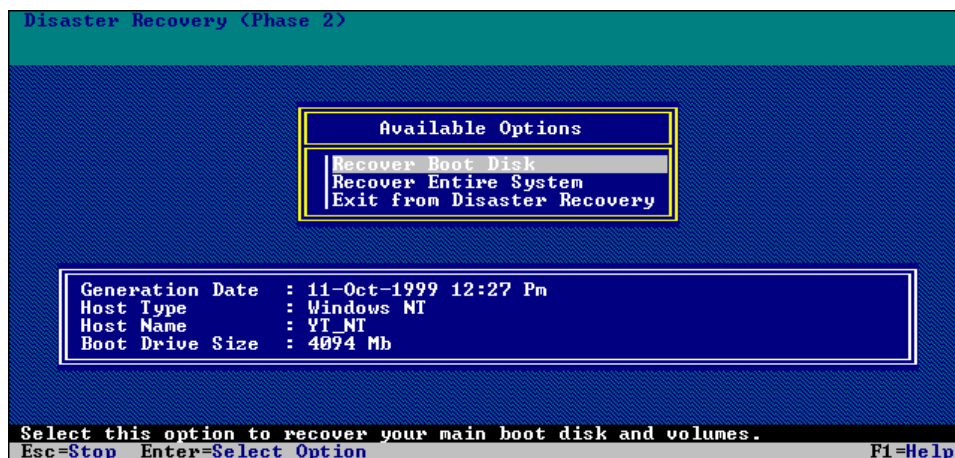 Disaster Recovery (Phase 2)
Available Options
Recover Boot Disk
Recover Entire System
Exit from Disaster Recovery
Generation Date : 11-Oct-1999 12:27 Pm
Host Type : Windows NT
Host Name : YT_NT
Boot Drive Size : 4094 Mb
Select this option to recover your main boot disk and volumes.
Esc=Stop Enter=Select Option F1=Help